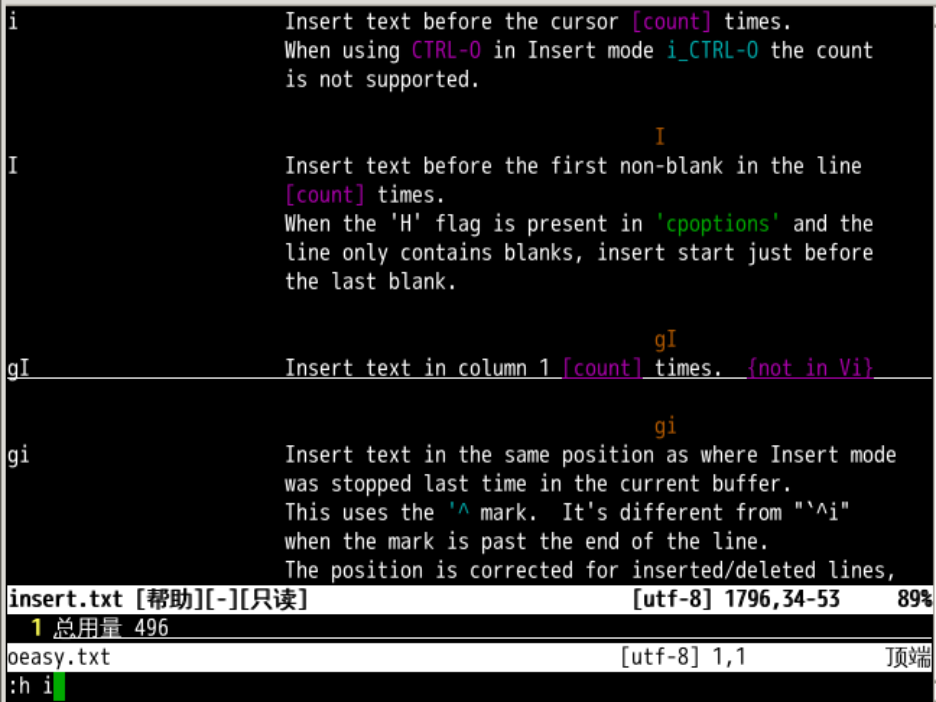 i Insert text before the cursor [count] times.
When using CTRL-O in Insert mode i_CTRL-O the count
is not supported.
I
I Insert text before the first non-blank in the line
[count] times.
When the 'H' flag is present in 'cpoptions' and the
line only contains blanks, insert start just before
the last blank.
gI
gI Insert text in column 1 [count] times. {not in Vi}
gi
gi Insert text in the same position as where Insert mode
was stopped last time in the current buffer.
This uses the '^ mark. It's different from "`^i"
when the mark is past the end of the line.
The position is corrected for inserted/deleted lines,
insert.txt [帮助][-][只读] [utf-8] 1796,34-53 89%
1 总用量 496
oeasy.txt [utf-8] 1,1 顶端
:h i